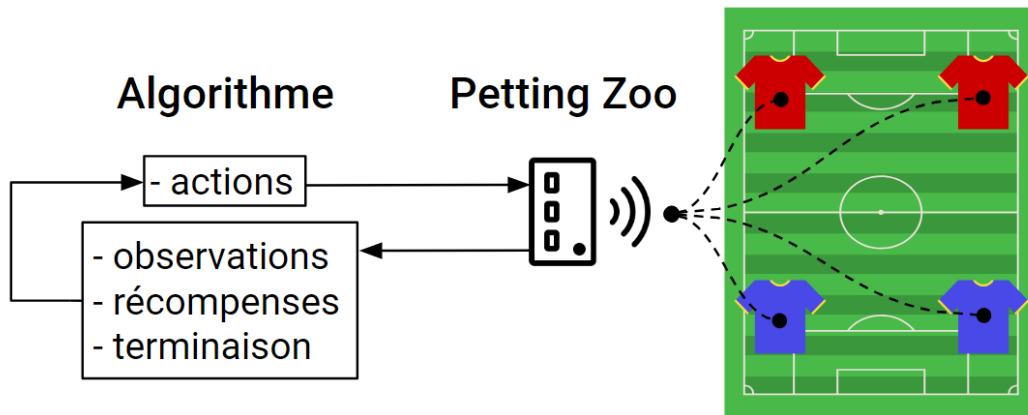 Algorithme
Petting Zoo
- actions
- observations
- récompenses
- terminaison